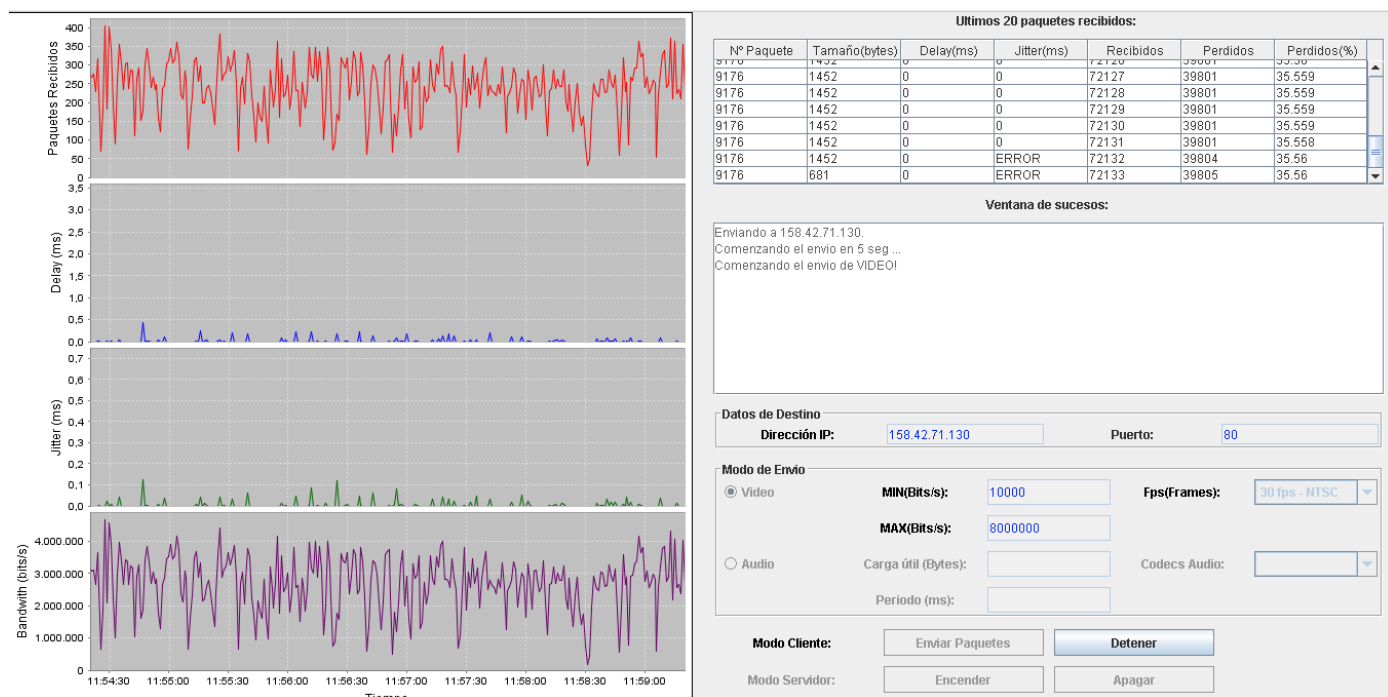 Paquetes Recibidos
400
350
300
250
200
150
100
50
0
Delay (ms)
3,5
3,0
2,5
2,0
1,5
1,0
0,5
0,0
Jitter (ms)
0,7
0,6
0,5
0,4
0,3
0,2
0,1
0,0
Bandwith (bits/s)
4.000.000
3.000.000
2.000.000
1.000.000
0
11:54:30 11:55:00 11:55:30 11:56:00 11:56:30 11:57:00 11:57:30 11:58:00 11:58:30 11:59:00
Tiempo
Ultimos 20 paquetes recibidos:
Nº Paquete Tamaño(bytes) Delay(ms) Jitter(ms) Recibidos Perdidos Perdidos(%)
9176 1452 0 0 72126 39801 35.56
9176 1452 0 0 72127 39801 35.559
9176 1452 0 0 72128 39801 35.559
9176 1452 0 0 72129 39801 35.559
9176 1452 0 0 72130 39801 35.559
9176 1452 0 0 72131 39801 35.558
9176 1452 0 ERROR 72132 39804 35.56
9176 681 0 ERROR 72133 39805 35.56
Ventana de sucesos:
Enviando a 158.42.71.130.
Comenzando el envio en 5 seg ...
Comenzando el envio de VIDEO!
Datos de Destino
Dirección IP: 158.42.71.130 Puerto: 80
Modo de Envio
Video MIN(Bits/s): 10000 Fps(Frames): 30 fps - NTSC
MAX(Bits/s): 8000000
Audio Carga útil (Bytes): Codecs Audio:
Periodo (ms):
Modo Cliente: Enviar Paquetes Detener
Modo Servidor: Encender Apagar